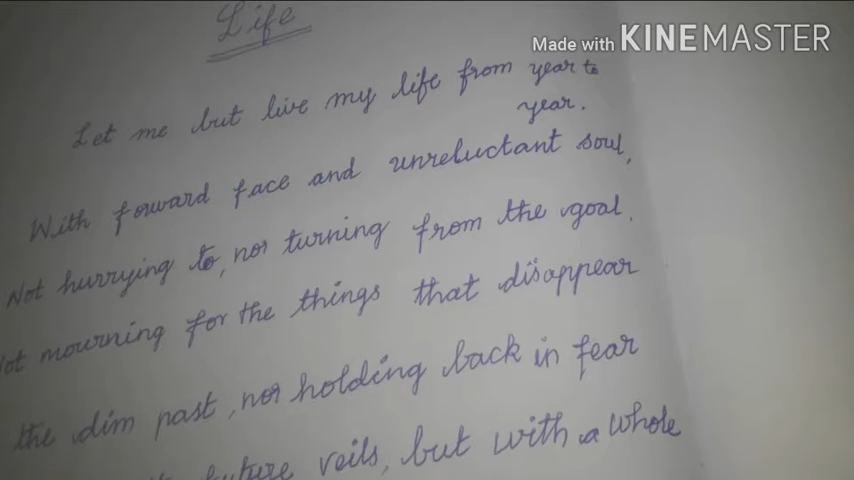 Life
Made with KINEMASTER
Let me but live my life from year to
year.
With forward face and unreluctant soul,
Not hurrying to, nor turning from the goal.
Not mourning for the things that disappear
the dim past, nor holding back in fear
future veils, but with a whole